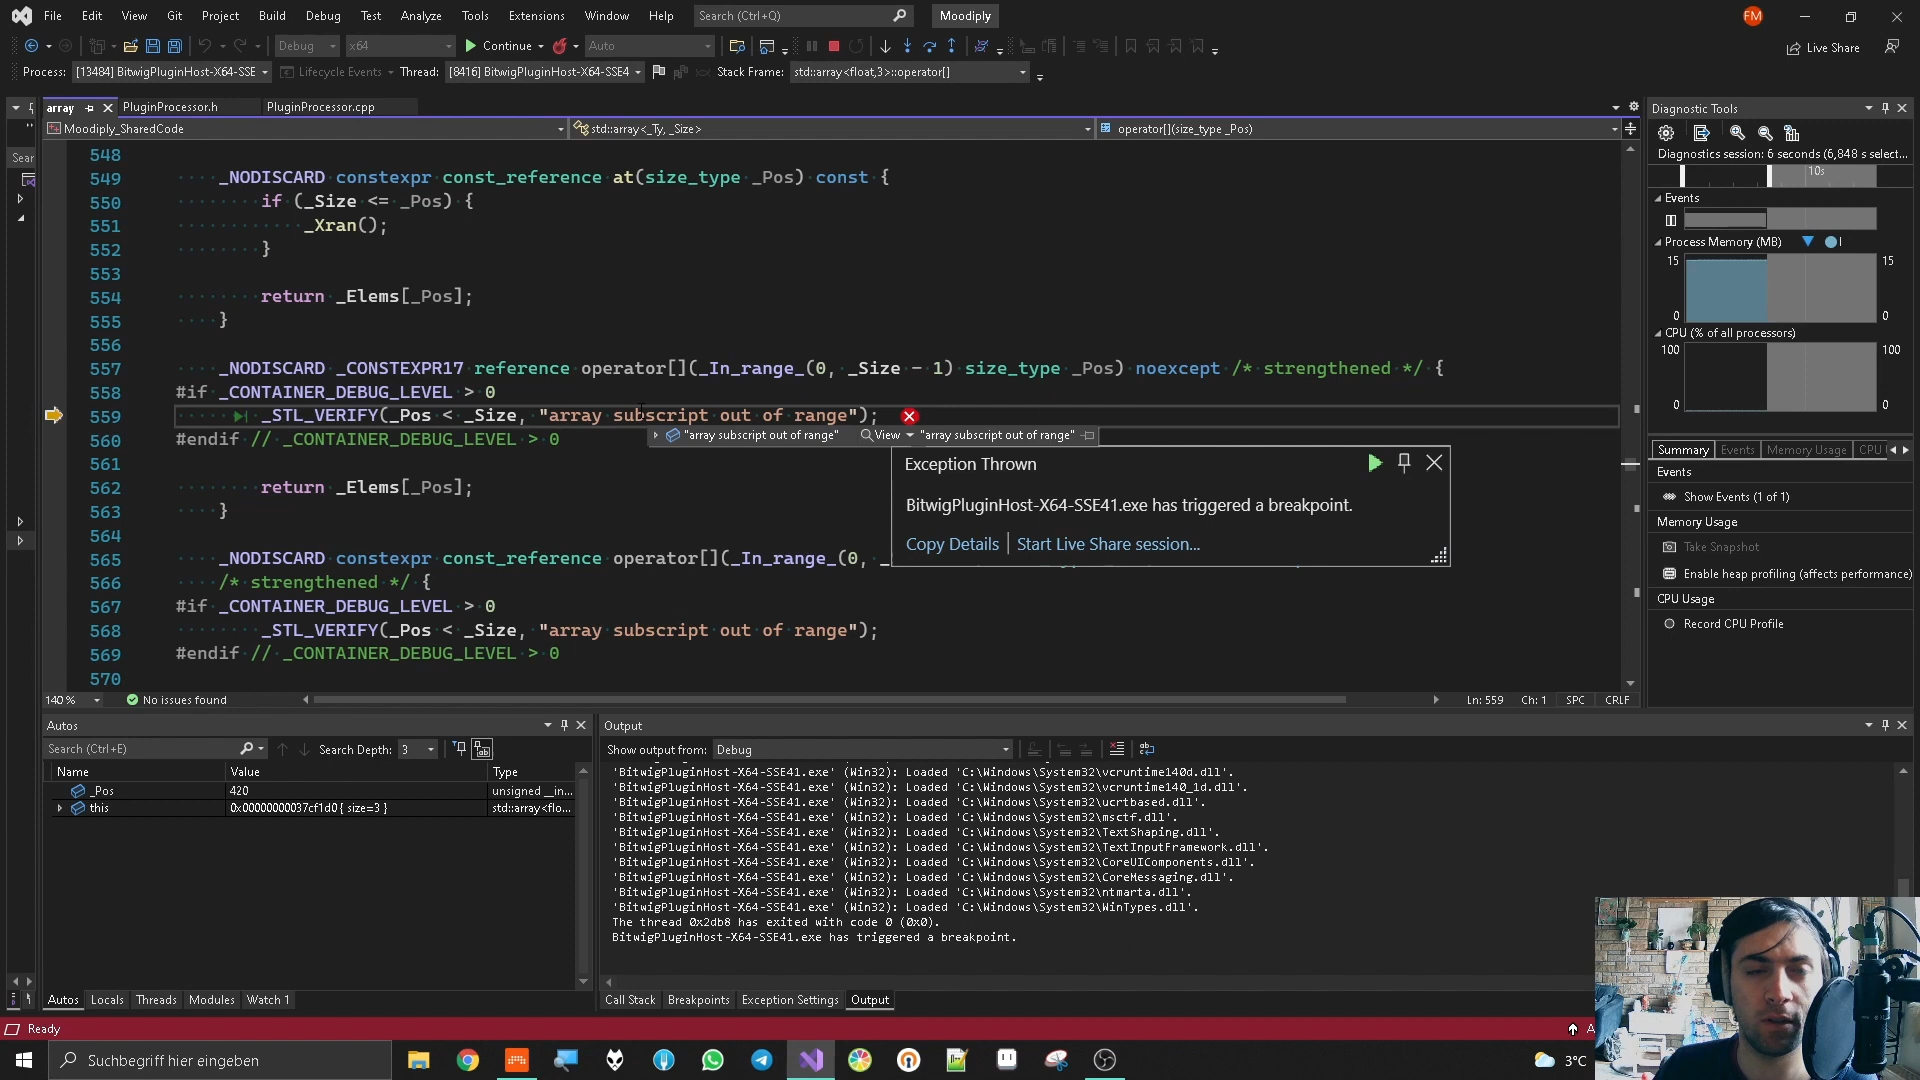 File Edit View Git Project Build Debug Test Analyze Tools Extensions Window Help Search (Ctrl+Q) Moodiply FM
Debug x64 Continue Auto Live Share
Process: [13484] BitwigPluginHost-X64-SSE Lifecycle Events Thread: [8416] BitwigPluginHost-X64-SSE4 Stack Frame: std::array<float,3>::operator[]
array PluginProcessor.h PluginProcessor.cpp
Moodiply_SharedCode std::array<_Ty, _Size> operator[](size_type _Pos)
Sear
548
549 _NODISCARD constexpr const_reference at(size_type _Pos) const {
550 if (_Size <= _Pos) {
551 _Xran();
552 }
553
554 return _Elems[_Pos];
555 }
556
557 _NODISCARD _CONSTEXPR17 reference operator[](_In_range_(0, _Size - 1) size_type _Pos) noexcept /* strengthened */ {
558 #if _CONTAINER_DEBUG_LEVEL > 0
559 _STL_VERIFY(_Pos < _Size, "array subscript out of range");
"array subscript out of range" View "array subscript out of range"
560 #endif // _CONTAINER_DEBUG_LEVEL > 0
561
562 return _Elems[_Pos];
563 }
564
565 _NODISCARD constexpr const_reference operator[](_In_range_(0, _
566 /* strengthened */ {
567 #if _CONTAINER_DEBUG_LEVEL > 0
568 _STL_VERIFY(_Pos < _Size, "array subscript out of range");
569 #endif // _CONTAINER_DEBUG_LEVEL > 0
570
Exception Thrown
BitwigPluginHost-X64-SSE41.exe has triggered a breakpoint.
Copy Details | Start Live Share session...
140 % No issues found Ln: 559 Ch: 1 SPC CRLF
Diagnostic Tools
Diagnostics session: 6 seconds (6,848 s select...
10s
Events
Process Memory (MB)
15 15
0 0
CPU (% of all processors)
100 100
0 0
Summary Events Memory Usage CPU
Events
Show Events (1 of 1)
Memory Usage
Take Snapshot
Enable heap profiling (affects performance)
CPU Usage
Record CPU Profile
Autos
Search (Ctrl+E) Search Depth: 3
Name Value Type
_Pos 420 unsigned __in...
this 0x00000000037cf1d0 { size=3 } std::array<flo...
Autos Locals Threads Modules Watch 1
Output
Show output from: Debug
'BitwigPluginHost-X64-SSE41.exe' (Win32): Loaded 'C:\Windows\System32\vcruntime140d.dll'.
'BitwigPluginHost-X64-SSE41.exe' (Win32): Loaded 'C:\Windows\System32\vcruntime140_1d.dll'.
'BitwigPluginHost-X64-SSE41.exe' (Win32): Loaded 'C:\Windows\System32\ucrtbased.dll'.
'BitwigPluginHost-X64-SSE41.exe' (Win32): Loaded 'C:\Windows\System32\msctf.dll'.
'BitwigPluginHost-X64-SSE41.exe' (Win32): Loaded 'C:\Windows\System32\TextShaping.dll'.
'BitwigPluginHost-X64-SSE41.exe' (Win32): Loaded 'C:\Windows\System32\TextInputFramework.dll'.
'BitwigPluginHost-X64-SSE41.exe' (Win32): Loaded 'C:\Windows\System32\CoreUIComponents.dll'.
'BitwigPluginHost-X64-SSE41.exe' (Win32): Loaded 'C:\Windows\System32\CoreMessaging.dll'.
'BitwigPluginHost-X64-SSE41.exe' (Win32): Loaded 'C:\Windows\System32\ntmarta.dll'.
'BitwigPluginHost-X64-SSE41.exe' (Win32): Loaded 'C:\Windows\System32\WinTypes.dll'.
The thread 0x2db8 has exited with code 0 (0x0).
BitwigPluginHost-X64-SSE41.exe has triggered a breakpoint.
Call Stack Breakpoints Exception Settings Output
Ready
Suchbegriff hier eingeben 3°C